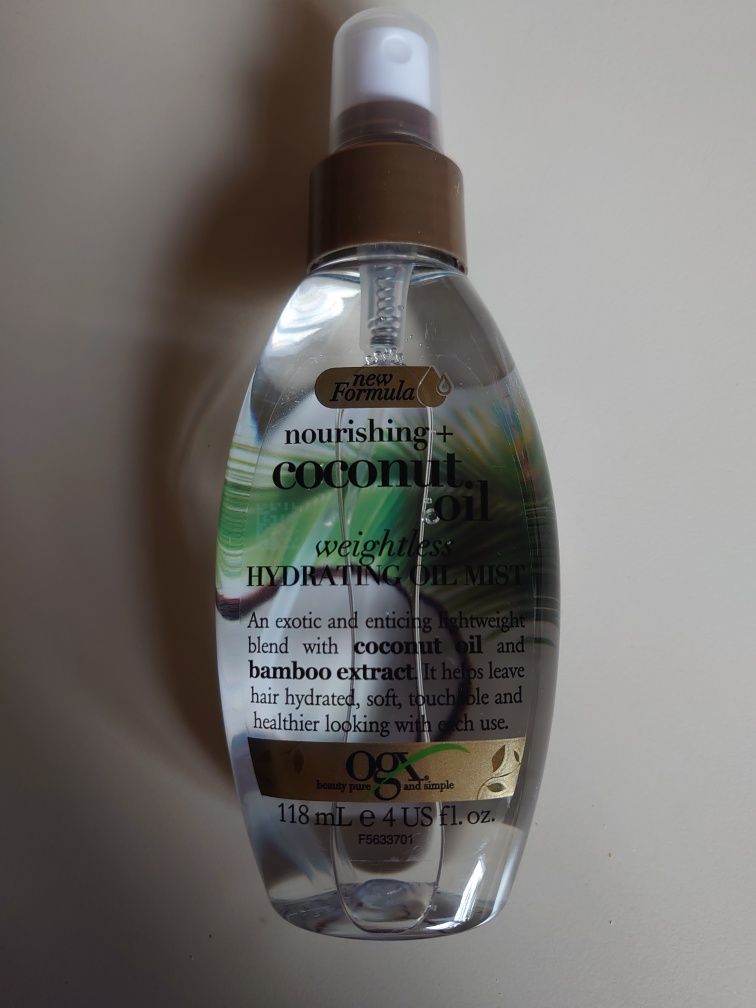 new
Formula
nourishing +
coconut
oil
weightless
HYDRATING OIL MIST
An exotic and enticing lightweight
blend with coconut oil and
bamboo extract. It helps leave
hair hydrated, soft, touchable and
healthier looking with each use.
ogx
beauty pure and simple
118 mL e 4 US fl. oz.
F5633701